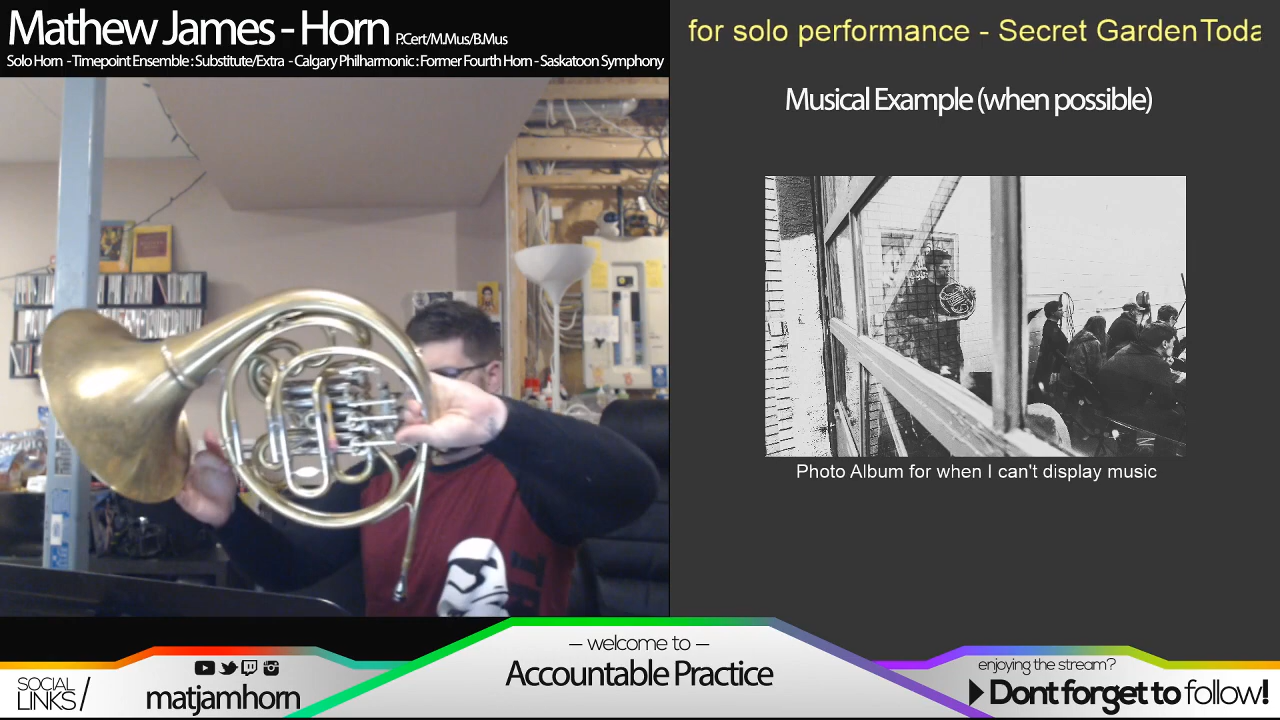 Mathew James - Horn P.Cert/M.Mus/B.Mus
Solo Horn - Timepoint Ensemble : Substitute/Extra - Calgary Philharmonic : Former Fourth Horn - Saskatoon Symphony
for solo performance - Secret GardenToda
Musical Example (when possible)
Photo Album for when I can't display music
– welcome to –
Accountable Practice
SOCIAL
LINKS /
matjamhorn
enjoying the stream?
Dont forget to follow!